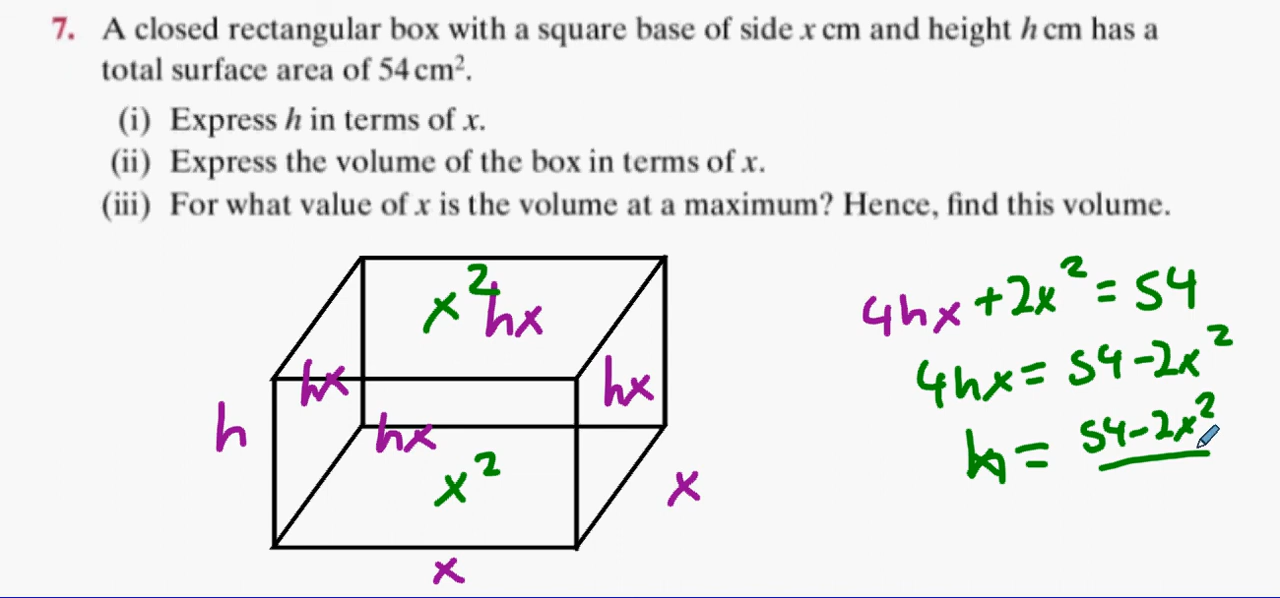 7. A closed rectangular box with a square base of side x cm and height h cm has a
total surface area of 54 cm².
(i) Express h in terms of x.
(ii) Express the volume of the box in terms of x.
(iii) For what value of x is the volume at a maximum? Hence, find this volume.
x² hx
hx
hx
h
hx
x²
x
x
4hx + 2x² = 54
4hx = 54 - 2x²
h = 54 - 2x²